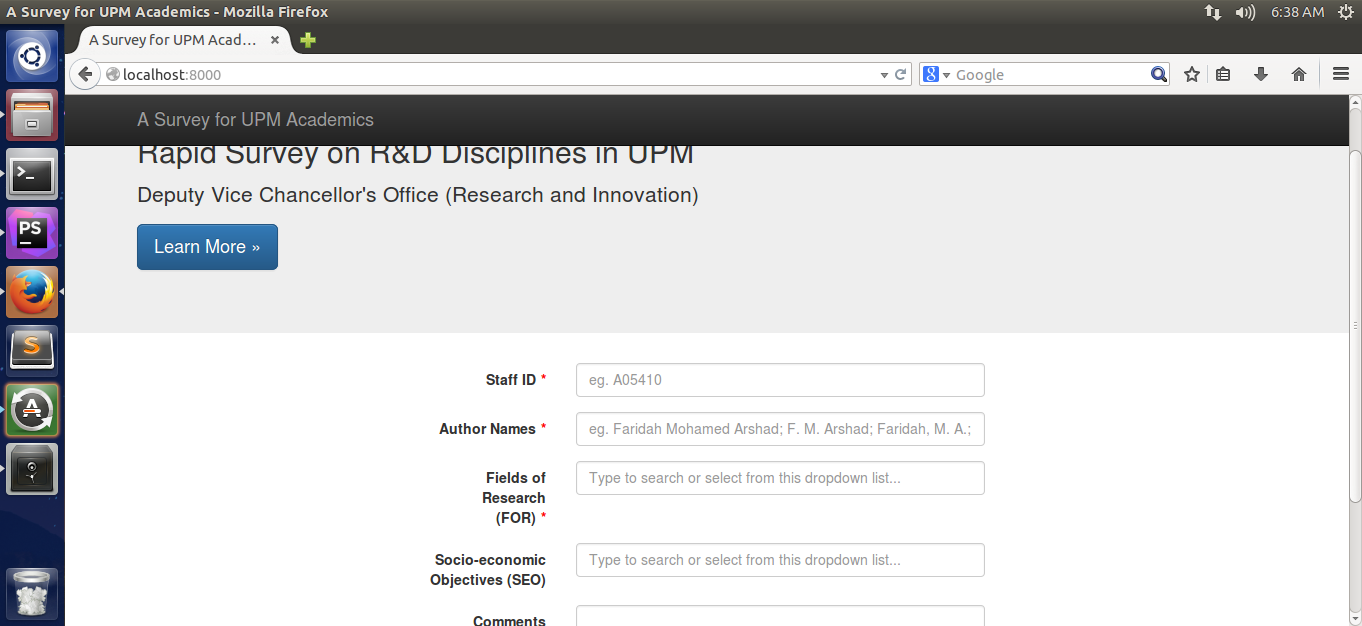 A Survey for UPM Academics - Mozilla Firefox
6:38 AM
A Survey for UPM Acad...
localhost:8000
8
Google
A Survey for UPM Academics
Rapid Survey on R&D Disciplines in UPM
Deputy Vice Chancellor's Office (Research and Innovation)
Learn More »
>_
PS
S
A
Staff ID *
eg. A05410
Author Names *
eg. Faridah Mohamed Arshad; F. M. Arshad; Faridah, M. A.;
Fields of
Research
(FOR) *
Type to search or select from this dropdown list...
Socio-economic
Objectives (SEO)
Type to search or select from this dropdown list...
Comments